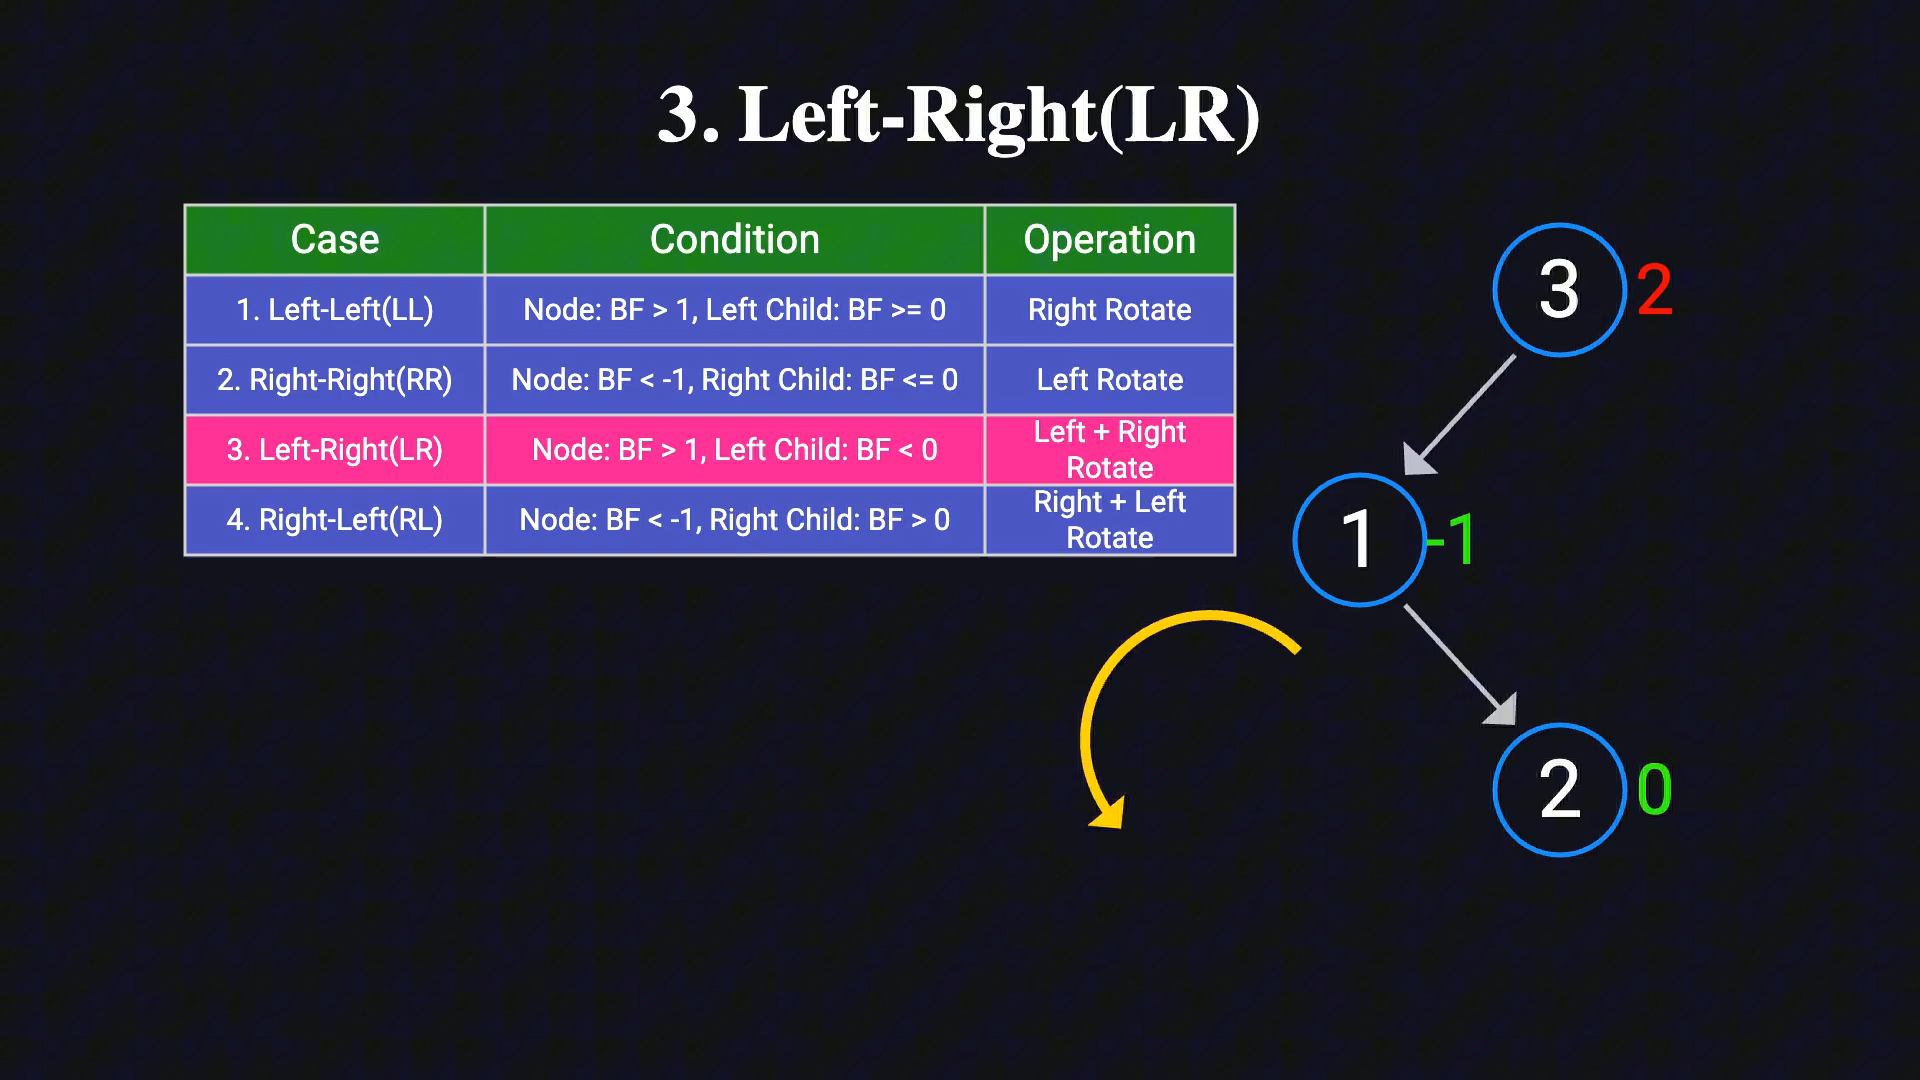 3. Left-Right(LR)
Case Condition Operation
1. Left-Left(LL) Node: BF > 1, Left Child: BF >= 0 Right Rotate
2. Right-Right(RR) Node: BF < -1, Right Child: BF <= 0 Left Rotate
3. Left-Right(LR) Node: BF > 1, Left Child: BF < 0 Left + Right
Rotate
4. Right-Left(RL) Node: BF < -1, Right Child: BF > 0 Right + Left
Rotate
3 2
1 -1
2 0